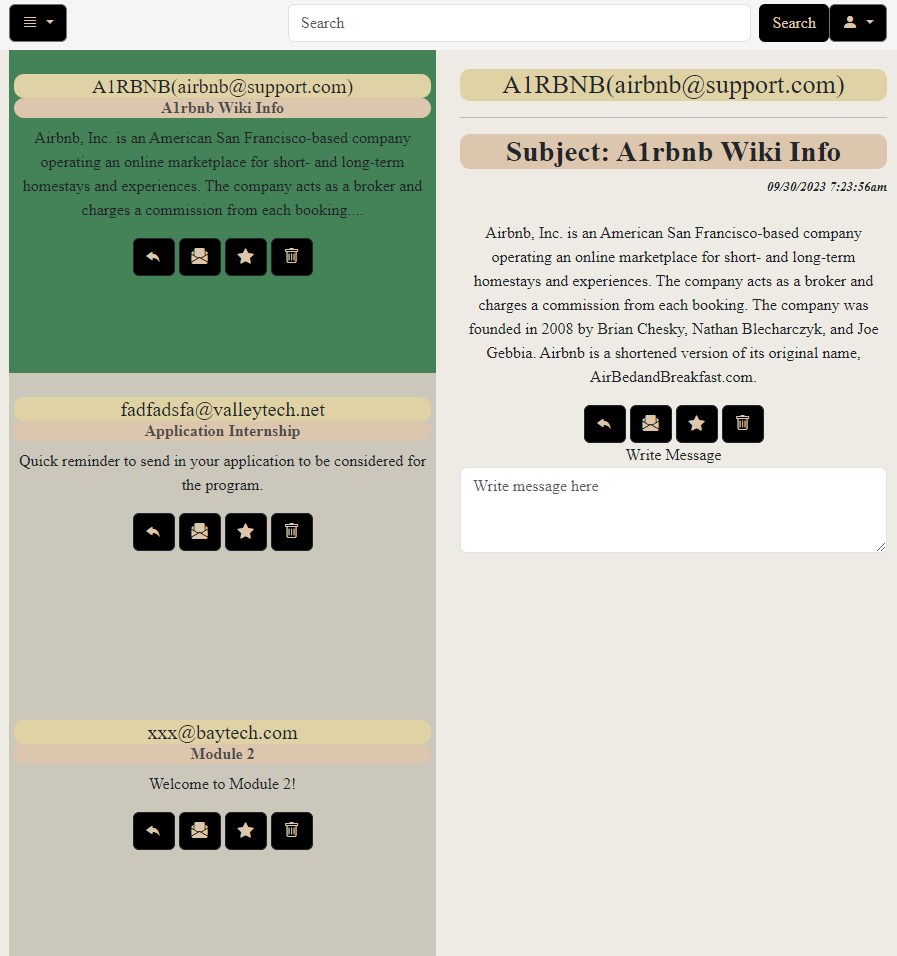 Search
Search
A1RBNB(airbnb@support.com)
A1rbnb Wiki Info
Airbnb, Inc. is an American San Francisco-based company
operating an online marketplace for short- and long-term
homestays and experiences. The company acts as a broker and
charges a commission from each booking....
fadfadsfa@valleytech.net
Application Internship
Quick reminder to send in your application to be considered for
the program.
xxx@baytech.com
Module 2
Welcome to Module 2!
A1RBNB(airbnb@support.com)
Subject: A1rbnb Wiki Info
09/30/2023 7:23:56am
Airbnb, Inc. is an American San Francisco-based company
operating an online marketplace for short- and long-term
homestays and experiences. The company acts as a broker and
charges a commission from each booking. The company was
founded in 2008 by Brian Chesky, Nathan Blecharczyk, and Joe
Gebbia. Airbnb is a shortened version of its original name,
AirBedandBreakfast.com.
Write Message
Write message here